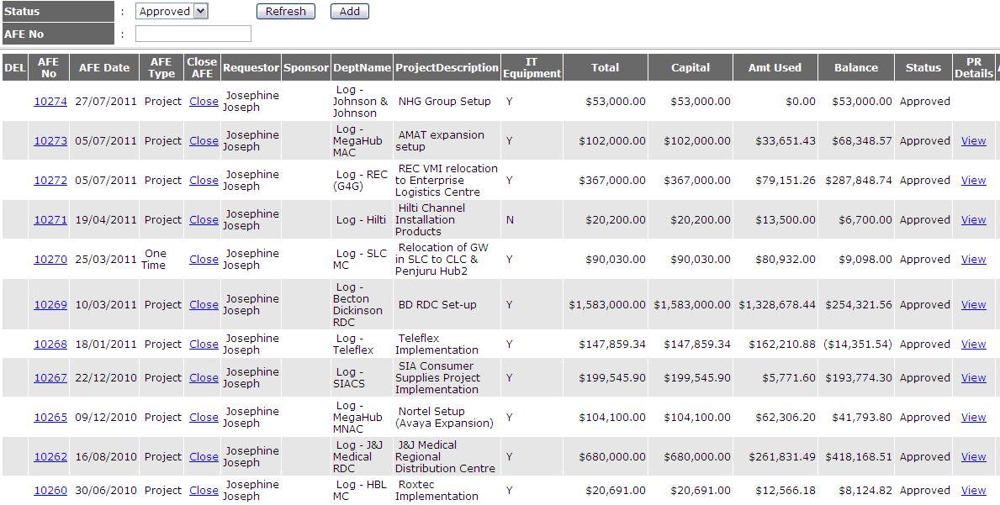 Status : Approved Refresh Add
AFE No :
DEL AFE No AFE Date AFE Type Close AFE Requestor Sponsor DeptName ProjectDescription IT Equipment Total Capital Amt Used Balance Status PR Details
10274 27/07/2011 Project Close Josephine Joseph Log - Johnson & Johnson NHG Group Setup Y $53,000.00 $53,000.00 $0.00 $53,000.00 Approved
10273 05/07/2011 Project Close Josephine Joseph Log - MegaHub MAC AMAT expansion setup Y $102,000.00 $102,000.00 $33,651.43 $68,348.57 Approved View
10272 05/07/2011 Project Close Josephine Joseph Log - REC (G4G) REC VMI relocation to Enterprise Logistics Centre Y $367,000.00 $367,000.00 $79,151.26 $287,848.74 Approved View
10271 19/04/2011 Project Close Josephine Joseph Log - Hilti Hilti Channel Installation Products N $20,200.00 $20,200.00 $13,500.00 $6,700.00 Approved View
10270 25/03/2011 One Time Close Josephine Joseph Log - SLC MC Relocation of GW in SLC to CLC & Penjuru Hub2 Y $90,030.00 $90,030.00 $80,932.00 $9,098.00 Approved View
10269 10/03/2011 Project Close Josephine Joseph Log - Becton Dickinson RDC BD RDC Set-up Y $1,583,000.00 $1,583,000.00 $1,328,678.44 $254,321.56 Approved View
10268 18/01/2011 Project Close Josephine Joseph Log - Teleflex Teleflex Implementation Y $147,859.34 $147,859.34 $162,210.88 ($14,351.54) Approved View
10267 22/12/2010 Project Close Josephine Joseph Log - SIACS SIA Consumer Supplies Project Implementation Y $199,545.90 $199,545.90 $5,771.60 $193,774.30 Approved View
10265 09/12/2010 Project Close Josephine Joseph Log - MegaHub MNAC Nortel Setup (Avaya Expansion) Y $104,100.00 $104,100.00 $62,306.20 $41,793.80 Approved View
10262 16/08/2010 Project Close Josephine Joseph Log - J&J Medical RDC J&J Medical Regional Distribution Centre Y $680,000.00 $680,000.00 $261,831.49 $418,168.51 Approved View
10260 30/06/2010 Project Close Josephine Joseph Log - HBL MC Roxtec Implementation Y $20,691.00 $20,691.00 $12,566.18 $8,124.82 Approved View